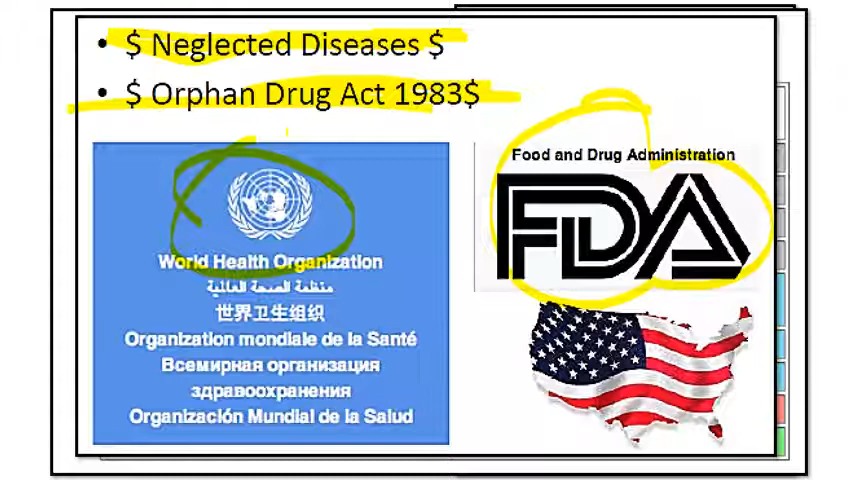 • $ Neglected Diseases $
• $ Orphan Drug Act 1983$
World Health Organization
منظمة الصحة العالمية
世界卫生组织
Organization mondiale de la Santé
Всемирная организация
здравоохранения
Organización Mundial de la Salud
Food and Drug Administration
FDA